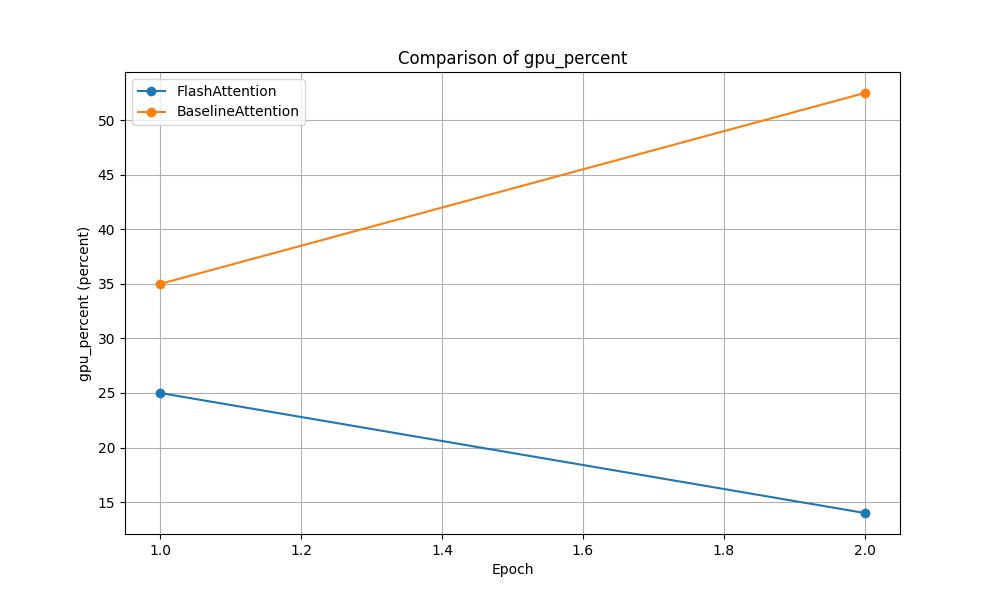 Comparison of gpu_percent
FlashAttention
BaselineAttention
gpu_percent (percent)
50
45
40
35
30
25
20
15
1.0 1.2 1.4 1.6 1.8 2.0
Epoch